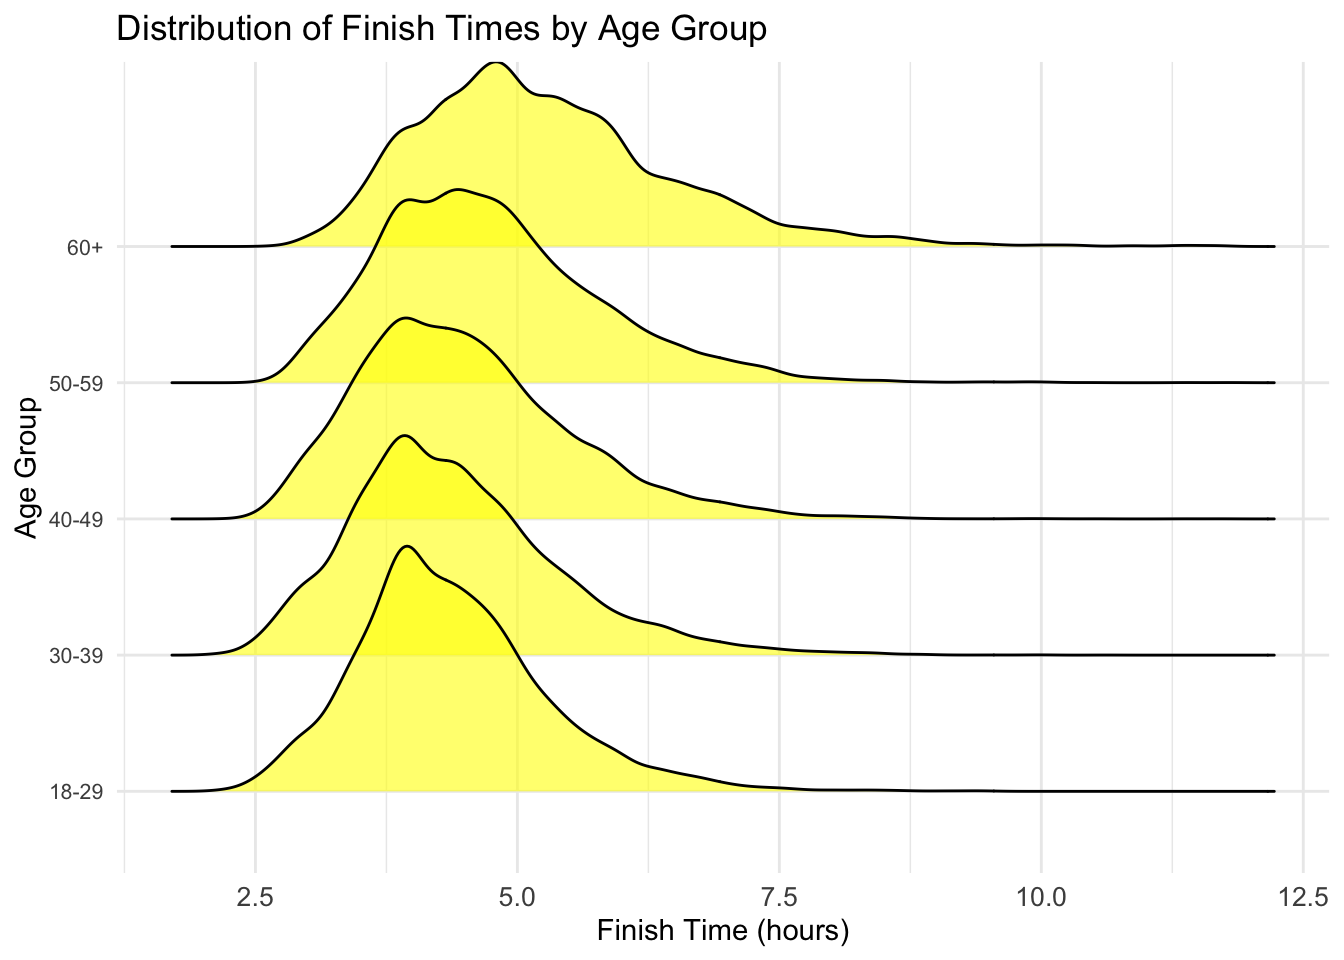 Distribution of Finish Times by Age Group
Age Group
60+
50-59
40-49
30-39
18-29
2.5 5.0 7.5 10.0 12.5
Finish Time (hours)